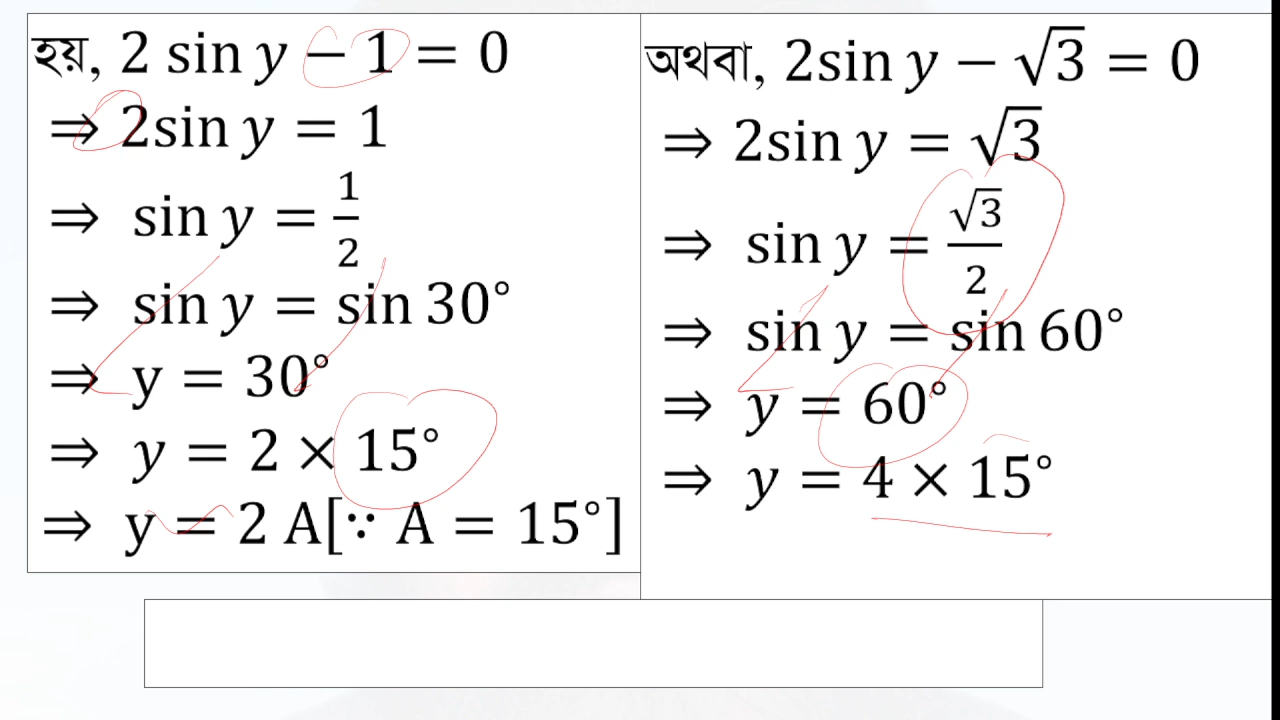 হয়, 2 sin y − 1 = 0
⇒ 2sin y = 1
⇒ sin y = 1/2
⇒ sin y = sin 30°
⇒ y = 30°
⇒ y = 2 × 15°
⇒ y = 2 A[∵ A = 15°]
অথবা, 2sin y − √3 = 0
⇒ 2sin y = √3
⇒ sin y = √3/2
⇒ sin y = sin 60°
⇒ y = 60°
⇒ y = 4 × 15°